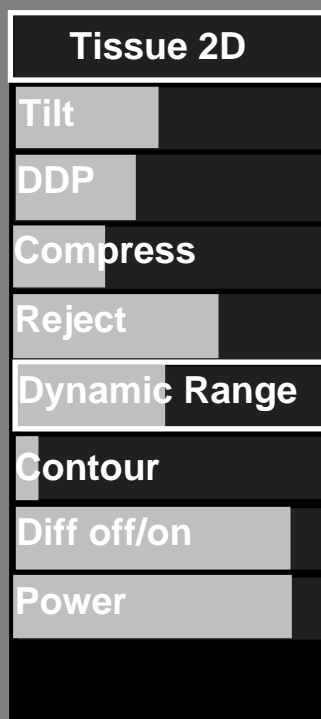 Tissue 2D
Tilt
DDP
Compress
Reject
Dynamic Range
Contour
Diff off/on
Power